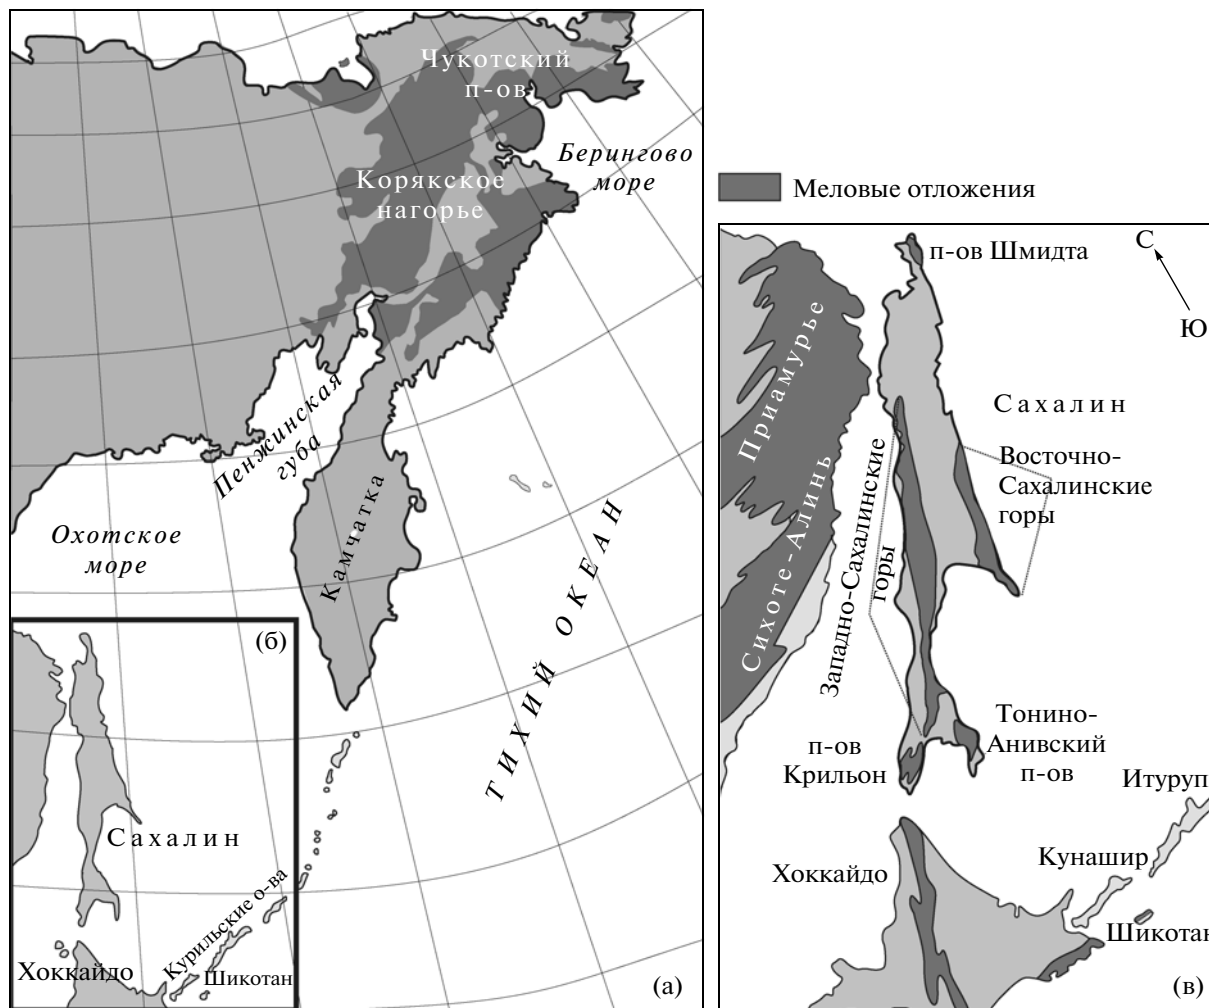 Чукотский
п-ов
Берингово
море
Корякское
нагорье
Пенжинская
губа
Охотское
море
Камчатка
ТИХИЙ ОКЕАН
(б)
Сахалин
Курильские о-ва
Хоккайдо
Шикотан
(а)
Меловые отложения
С
Ю
п-ов Шмидта
Приамурье
Сахалин
Восточно-
Сахалинские
горы
Сихоте-Алинь
Западно-Сахалинские
горы
Тонино-
Анивский
п-ов
п-ов
Крильон
Итуруп
Кунашир
Хоккайдо
Шикотан
(в)